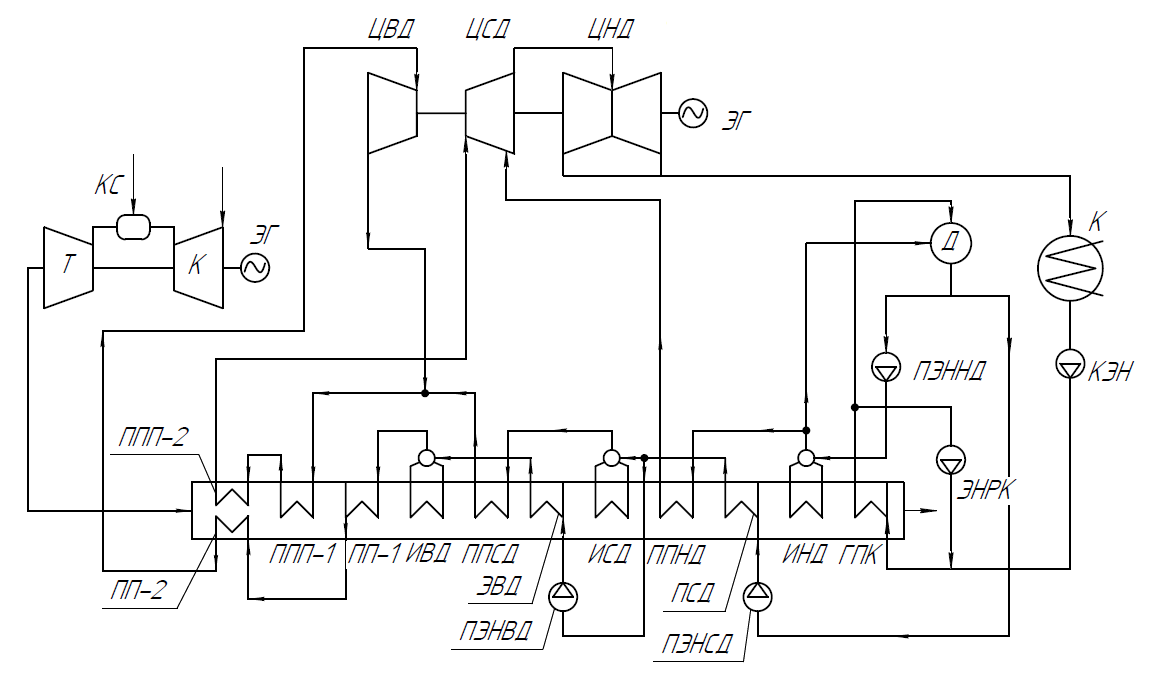 ЦВД ЦСД ЦНД
ЭГ
КС
ЭГ
К
Т К
Д
ПЭННД
КЭН
ППП-2
ЭНРК
ППП-1 ПП-1 ИВД ППСД ИСД ППНД ИНД ГПК
ПП-2
ЭВД
ПСД
ПЭНВД
ПЭНСД